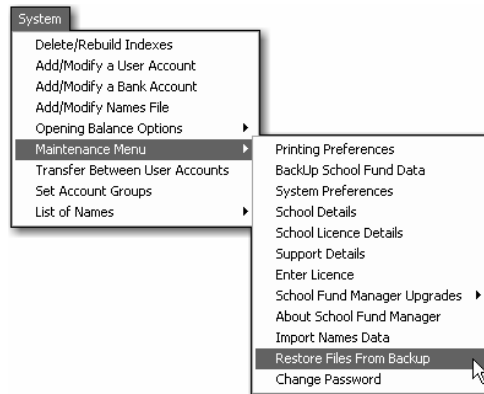 System
Delete/Rebuild Indexes
Add/Modify a User Account
Add/Modify a Bank Account
Add/Modify Names File
Opening Balance Options
Maintenance Menu
Transfer Between User Accounts
Set Account Groups
List of Names
Printing Preferences
BackUp School Fund Data
System Preferences
School Details
School Licence Details
Support Details
Enter Licence
School Fund Manager Upgrades
About School Fund Manager
Import Names Data
Restore Files From Backup
Change Password